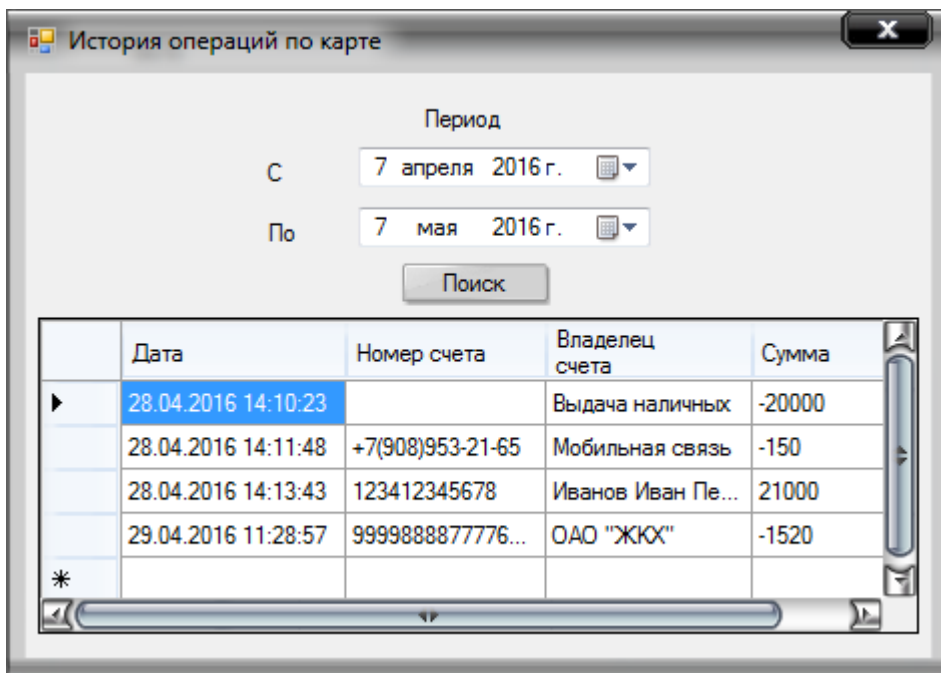 История операций по карте
Период
С 7 апреля 2016 г.
По 7 мая 2016 г.
Поиск
Дата Номер счета Владелец счета Сумма
28.04.2016 14:10:23 Выдача наличных -20000
28.04.2016 14:11:48 +7(908)953-21-65 Мобильная связь -150
28.04.2016 14:13:43 123412345678 Иванов Иван Пе... 21000
29.04.2016 11:28:57 9999888877776... ОАО "ЖКХ" -1520